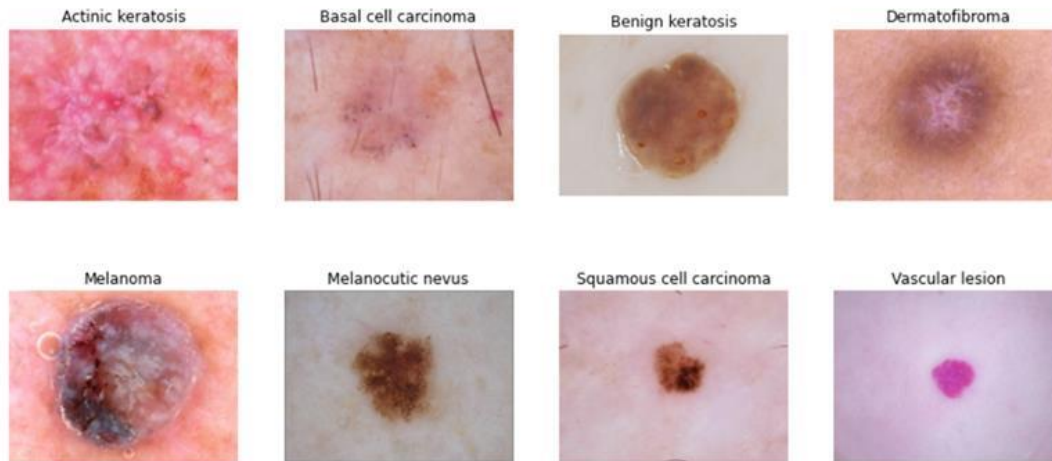 Actinic keratosis
Basal cell carcinoma
Benign keratosis
Dermatofibroma
Melanoma
Melanocutic nevus
Squamous cell carcinoma
Vascular lesion